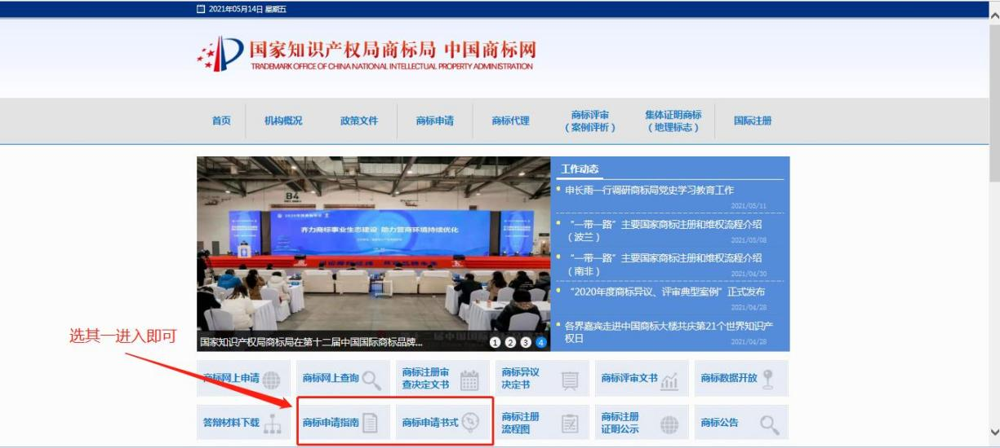 2021年05月14日 星期五
国家知识产权局商标局 中国商标网
TRADEMARK OFFICE OF CHINA NATIONAL INTELLECTUAL PROPERTY ADMINISTRATION
首页
机构概况
政策文件
商标申请
商标代理
商标评审
（案例评析）
集体证明商标
（地理标志）
国际注册
B4
齐力商标事业生态建设 助力营商环境持续优化
国家知识产权局商标局在第十二届中国国际商标品牌...
1 2 3 4
工作动态
申长雨一行调研商标局党史学习教育工作
2021/05/11
“一带一路”主要国家商标注册和维权流程介绍
（波兰）
2021/05/08
“一带一路”主要国家商标注册和维权流程介绍
（南非）
2021/04/30
“2020年度商标异议、评审典型案例”正式发布
2021/04/28
各界嘉宾走进中国商标大楼共庆第21个世界知识产
权日
2021/04/28
选其一进入即可
商标网上申请
商标网上查询
商标注册审
查决定文书
商标异议
决定书
商标评审文书
商标数据开放
答辩材料下载
商标申请指南
商标申请书式
商标注册
流程图
商标注册
证明公示
商标公告